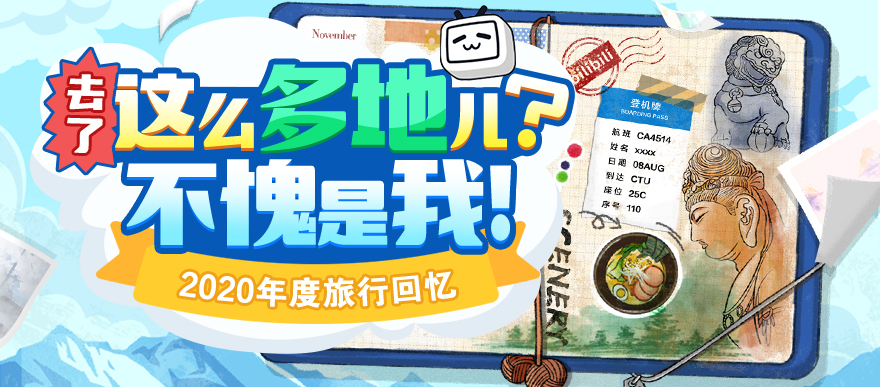 November
去了
这么多地儿?
不愧是我!
2020年度旅行回忆
bilibili
登机牌
BOARDING PASS
航班 CA4514
姓名 xxxx
日期 08AUG
到达 CTU
座位 25C
序号 110
SCENERY